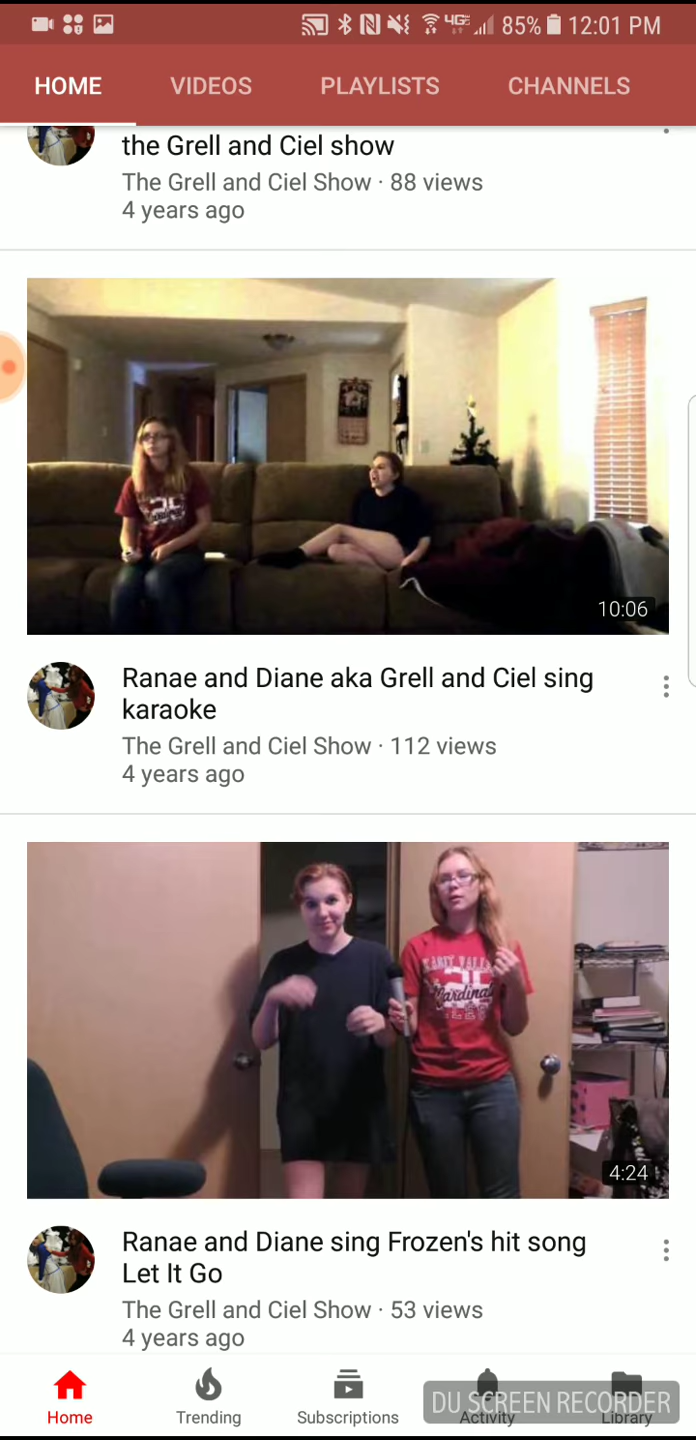 4G 85% 12:01 PM
HOME VIDEOS PLAYLISTS CHANNELS
the Grell and Ciel show
The Grell and Ciel Show · 88 views
4 years ago
10:06
Ranae and Diane aka Grell and Ciel sing
karaoke
The Grell and Ciel Show · 112 views
4 years ago
Cardinals
4:24
Ranae and Diane sing Frozen's hit song
Let It Go
The Grell and Ciel Show · 53 views
4 years ago
DU SCREEN RECORDER
Home Trending Subscriptions Activity Library